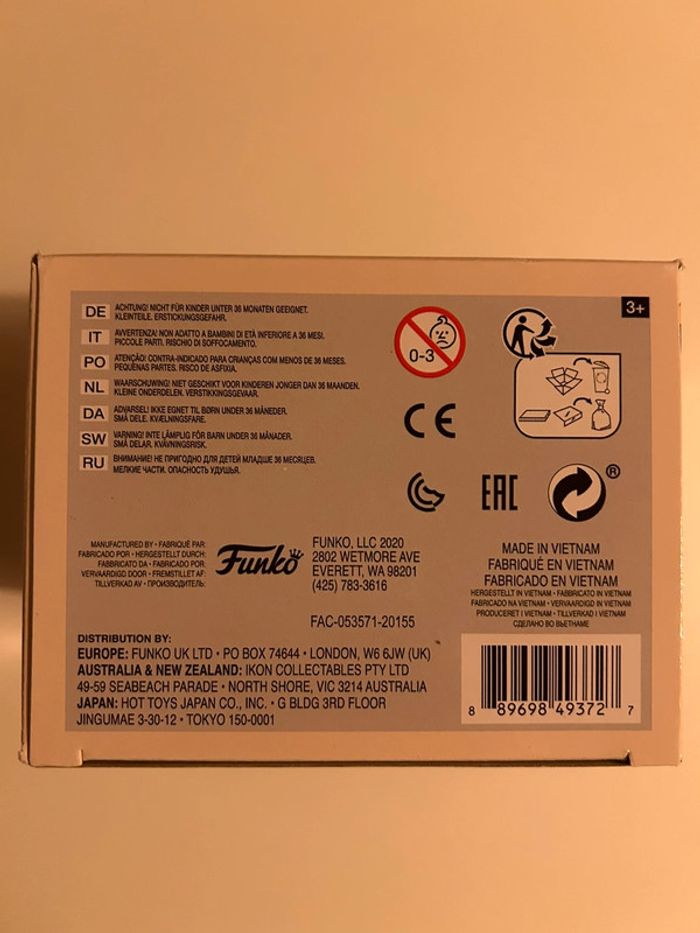 DE ACHTUNG! NICHT FÜR KINDER UNTER 36 MONATEN GEEIGNET.
KLEINTEILE. ERSTICKUNGSGEFAHR.
IT AVVERTENZA! NON ADATTO A BAMBINI DI ETÀ INFERIORE A 36 MESI.
PICCOLE PARTI. RISCHIO DI SOFFOCAMENTO.
PO ATENÇÃO! CONTRA-INDICADO PARA CRIANÇAS COM MENOS DE 36 MESES.
PEQUENAS PARTES. RISCO DE ASFIXIA.
NL WAARSCHUWING! NIET GESCHIKT VOOR KINDEREN JONGER DAN 36 MAANDEN.
KLEINE ONDERDELEN. VERSTIKKINGSGEVAAR.
DA ADVARSEL! IKKE EGNET TIL BØRN UNDER 36 MÅNEDER.
SMÅ DELE. KVÆLNINGSFARE.
SW VARNING! INTE LÄMPLIG FÖR BARN UNDER 36 MÅNADER.
SMÅ DELAR. KVÄVNINGSRISK.
RU ВНИМАНИЕ! НЕ ПРИГОДНО ДЛЯ ДЕТЕЙ МЛАДШЕ 36 МЕСЯЦЕВ.
МЕЛКИЕ ЧАСТИ. ОПАСНОСТЬ УДУШЬЯ.
0-3
3+
CE
EAC
®
MANUFACTURED BY • FABRIQUÉ PAR:
FABRICADO POR • HERGESTELLT DURCH:
FABBRICATO DA • FABRICADO POR:
VERVAARDIGD DOOR • FREMSTILLET AF:
TILLVERKAD AV • ПРОИЗВОДИТЕЛЬ:
Funko
FUNKO, LLC 2020
2802 WETMORE AVE
EVERETT, WA 98201
(425) 783-3616
FAC-053571-20155
MADE IN VIETNAM
FABRIQUÉ EN VIETNAM
FABRICADO EN VIETNAM
HERGESTELLT IN VIETNAM • FABBRICATO IN VIETNAM
FABRICADO NA VIETNAM • VERVAARDIGD IN VIETNAM
PRODUCERET I VIETNAM • TILLVERKAD I VIETNAM
СДЕЛАНО ВО ВЬЕТНАМЕ
DISTRIBUTION BY:
EUROPE: FUNKO UK LTD • PO BOX 74644 • LONDON, W6 6JW (UK)
AUSTRALIA & NEW ZEALAND: IKON COLLECTABLES PTY LTD
49-59 SEABEACH PARADE • NORTH SHORE, VIC 3214 AUSTRALIA
JAPAN: HOT TOYS JAPAN CO., INC. • G BLDG 3RD FLOOR
JINGUMAE 3-30-12 • TOKYO 150-0001
8 89698 49372 7